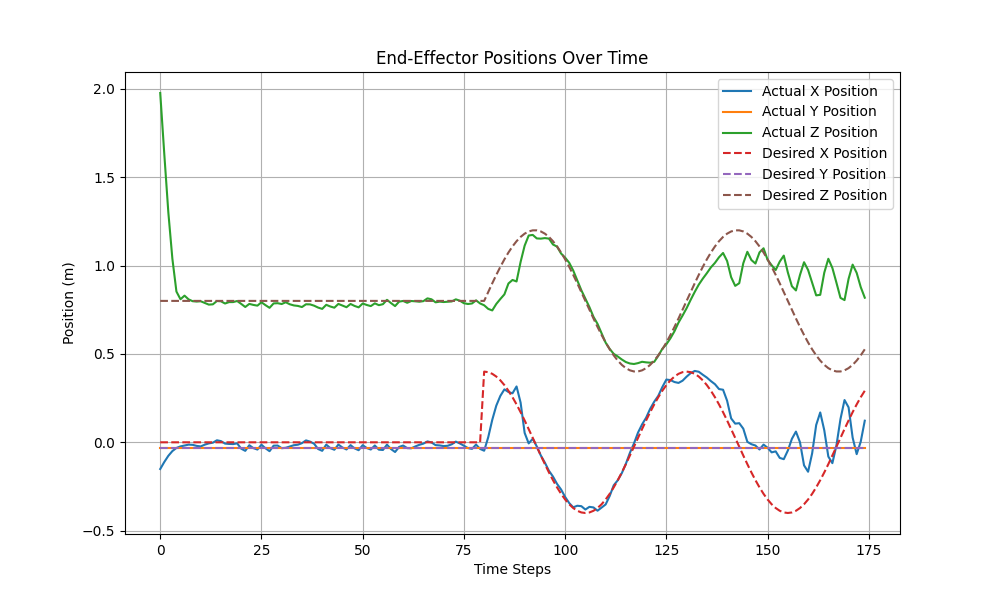 End-Effector Positions Over Time
Actual X Position
Actual Y Position
Actual Z Position
Desired X Position
Desired Y Position
Desired Z Position
Position (m)
2.0
1.5
1.0
0.5
0.0
−0.5
0 25 50 75 100 125 150 175
Time Steps